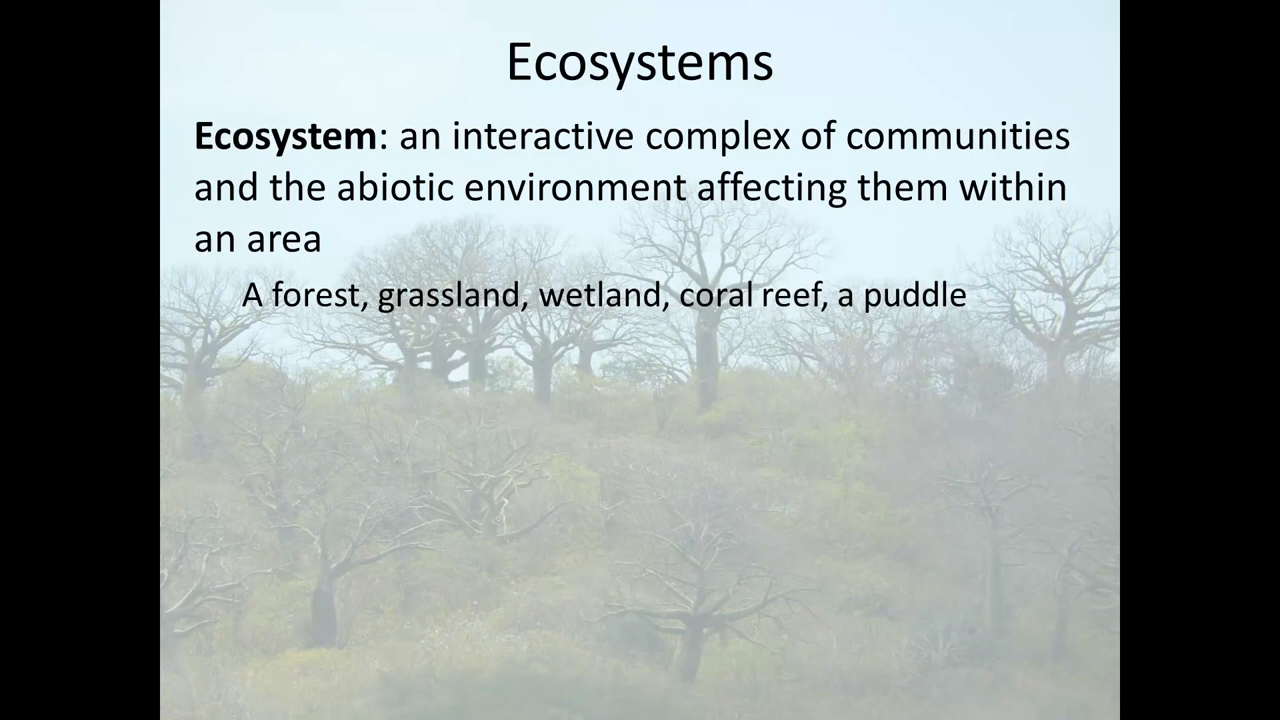 Ecosystems
Ecosystem: an interactive complex of communities
and the abiotic environment affecting them within
an area
A forest, grassland, wetland, coral reef, a puddle